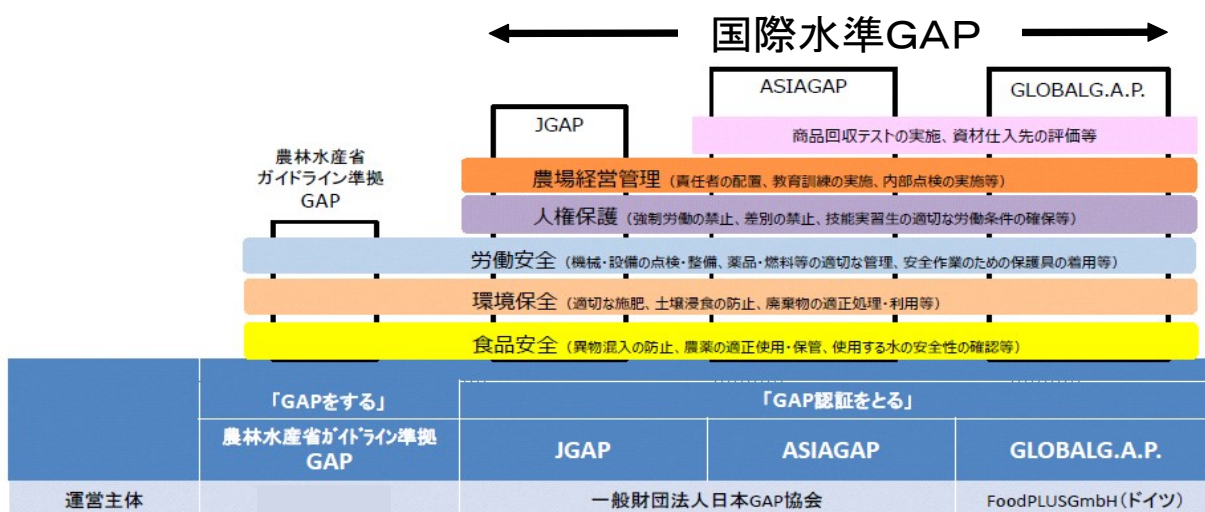 国際水準GAP
ASIAGAP
GLOBALG.A.P.
JGAP
商品回収テストの実施、資材仕入先の評価等
農林水産省
ガイドライン準拠
GAP
農場経営管理（責任者の配置、教育訓練の実施、内部点検の実施等）
人権保護（強制労働の禁止、差別の禁止、技能実習生の適切な労働条件の確保等）
労働安全（機械・設備の点検・整備、薬品・燃料等の適切な管理、安全作業のための保護具の着用等）
環境保全（適切な施肥、土壌浸食の防止、廃棄物の適正処理・利用等）
食品安全（異物混入の防止、農薬の適正使用・保管、使用する水の安全性の確認等）
「GAPをする」 「GAP認証をとる」
農林水産省ｶﾞｲﾄﾞﾗｲﾝ準拠
GAP
JGAP ASIAGAP GLOBALG.A.P.
運営主体 一般財団法人日本GAP協会 FoodPLUSGmbH（ドイツ）